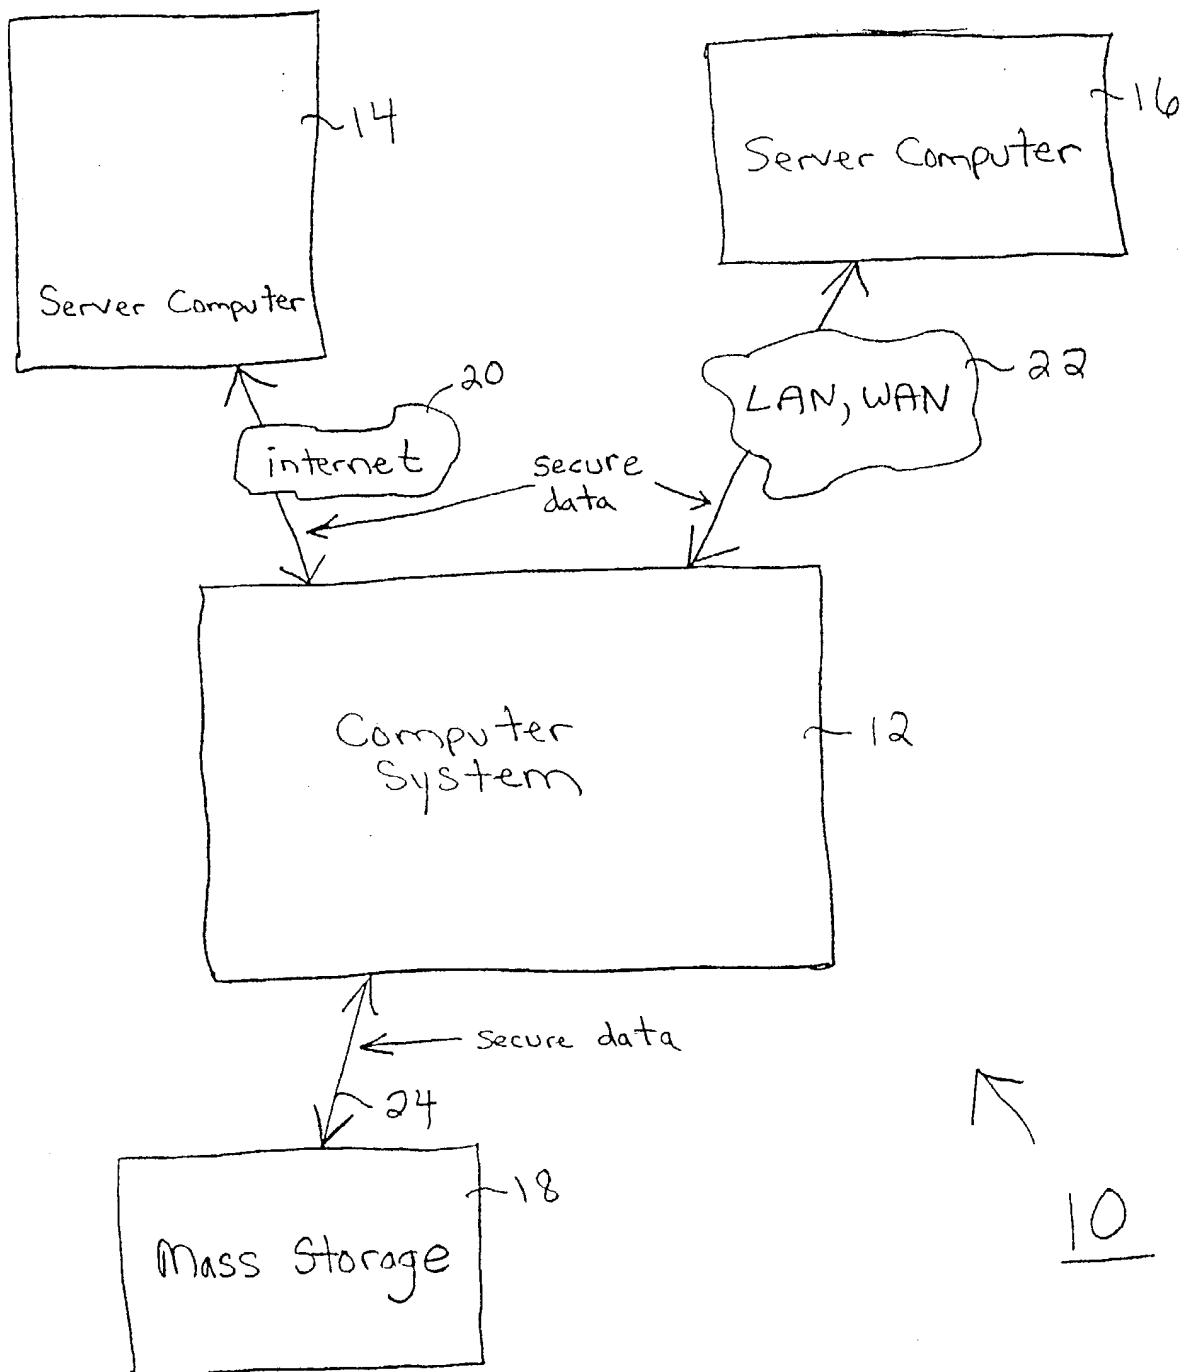 14
16
Server Computer
Server Computer
20
22
LAN, WAN
internet
secure
data
Computer
System
12
secure data
24
18
Mass Storage
10